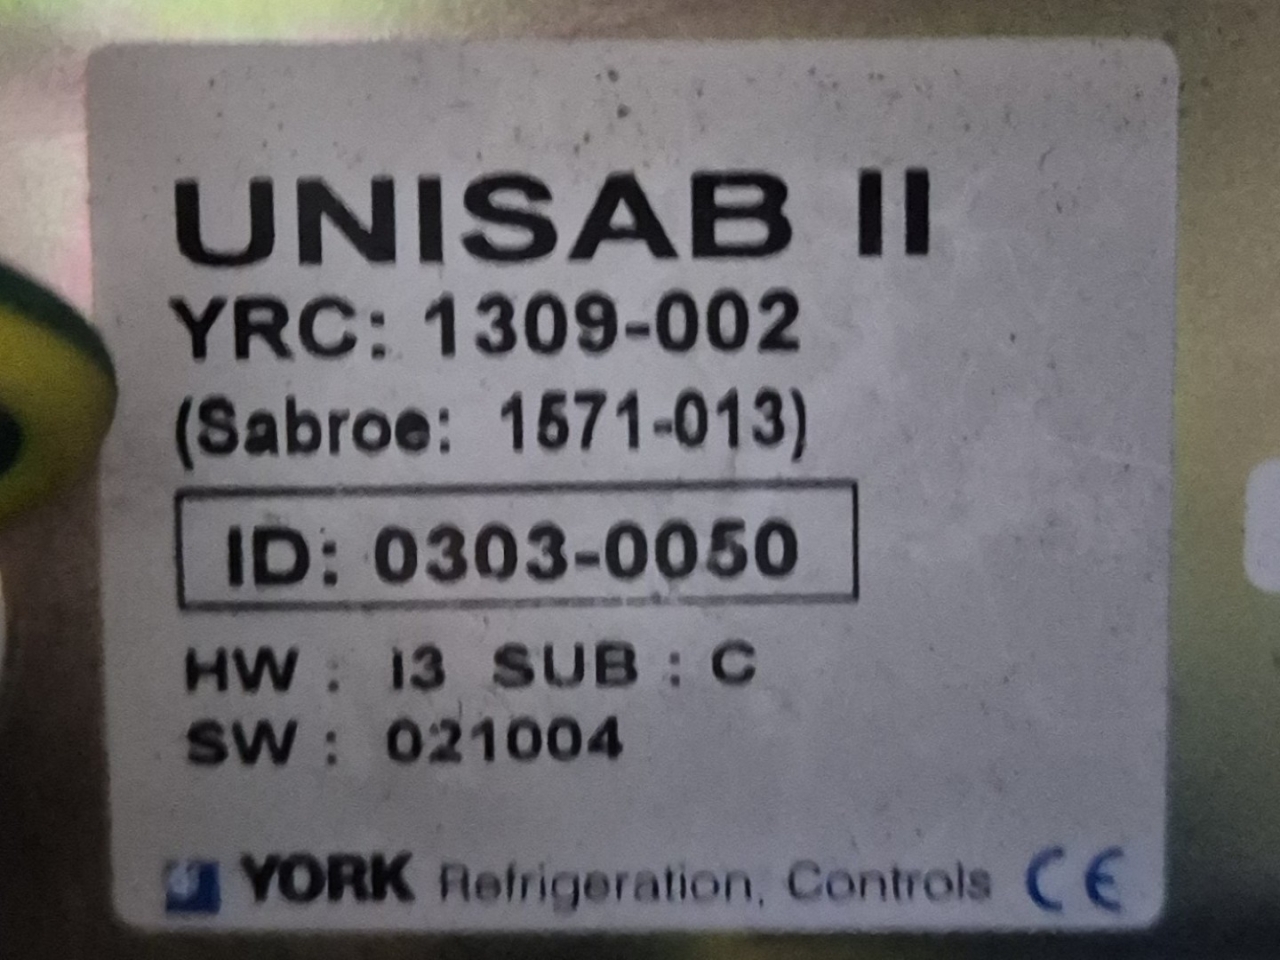 UNISAB II
YRC: 1309-002
(Sabroe: 1571-013)
ID: 0303-0050
HW : I3 SUB : C
SW : 021004
YORK Refrigeration, Controls CE